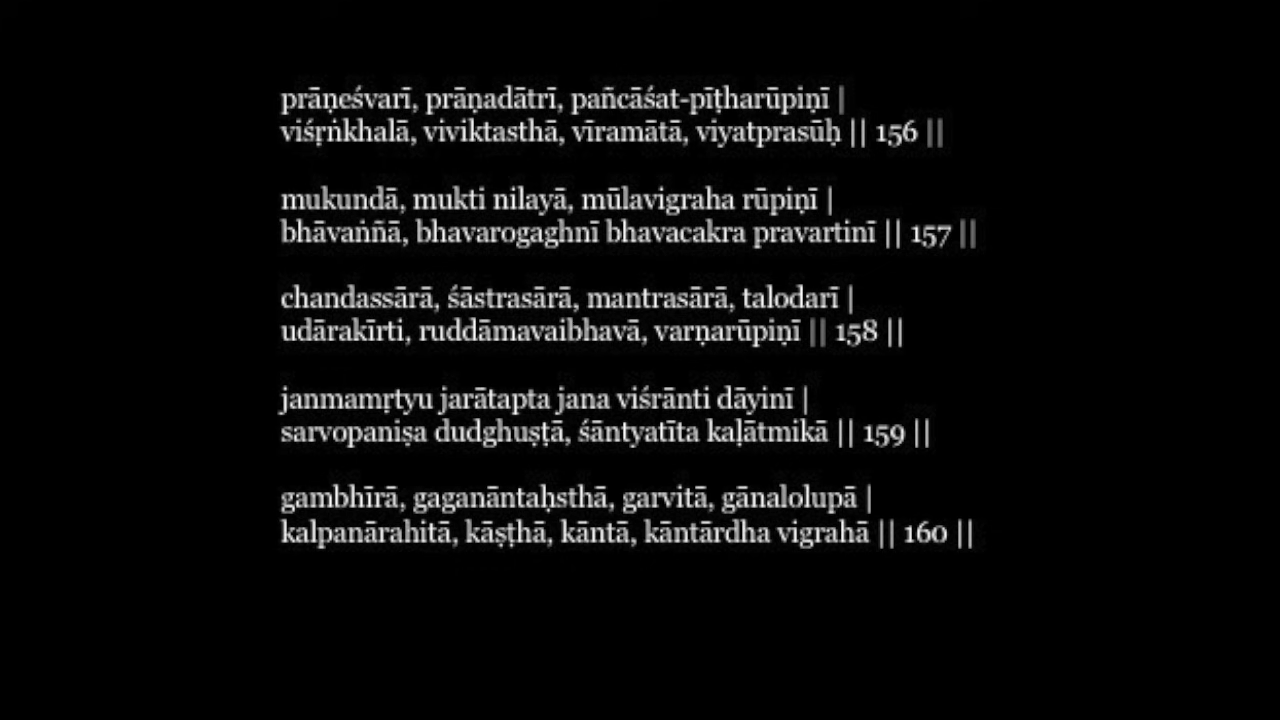 prāṇeśvarī, prāṇadātrī, pañcāśat-pīṭharūpiṇī |
viśṛṅkhalā, viviktasthā, vīramātā, viyatprasūḥ || 156 ||
mukundā, mukti nilayā, mūlavigraha rūpiṇī |
bhāvaṅñā, bhavarogaghnī bhavacakra pravartinī || 157 ||
chandassārā, śāstrasārā, mantrasārā, talodarī |
udārakīrti, ruddāmavaibhavā, varṇarūpiṇī || 158 ||
janmamṛtyu jarātapta jana viśrānti dāyinī |
sarvopaniṣa dudghuṣṭā, śāntyatīta kaḷātmikā || 159 ||
gambhīrā, gaganāntaḥsthā, garvitā, gānalolupā |
kalpanārahitā, kāṣṭhā, kāntā, kāntārdha vigrahā || 160 ||